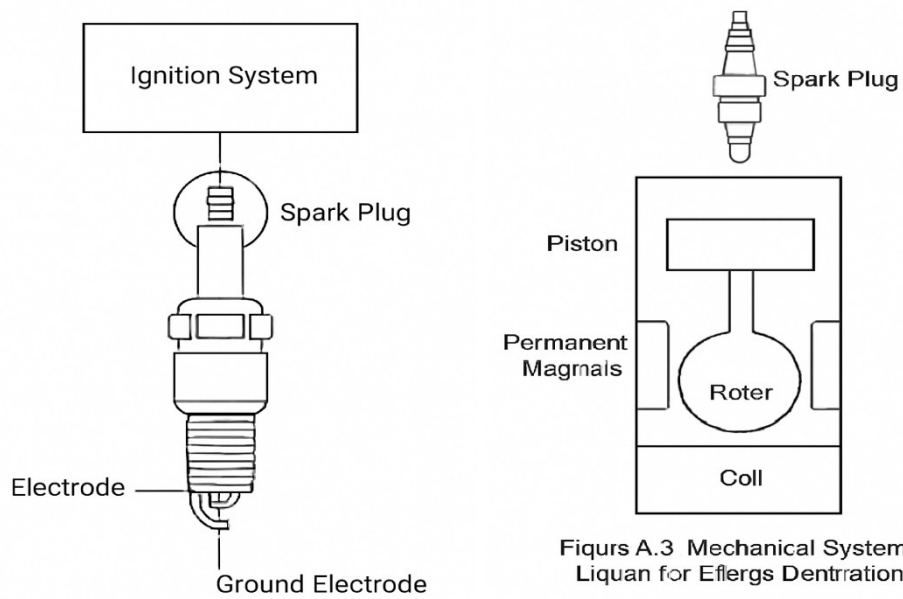 Ignition System
Spark Plug
Electrode
Ground Electrode
Spark Plug
Piston
Permanent
Magmals
Roter
Coll
Fiqurs A.3 Mechanical System
Liquan for Eflergs Dentrration